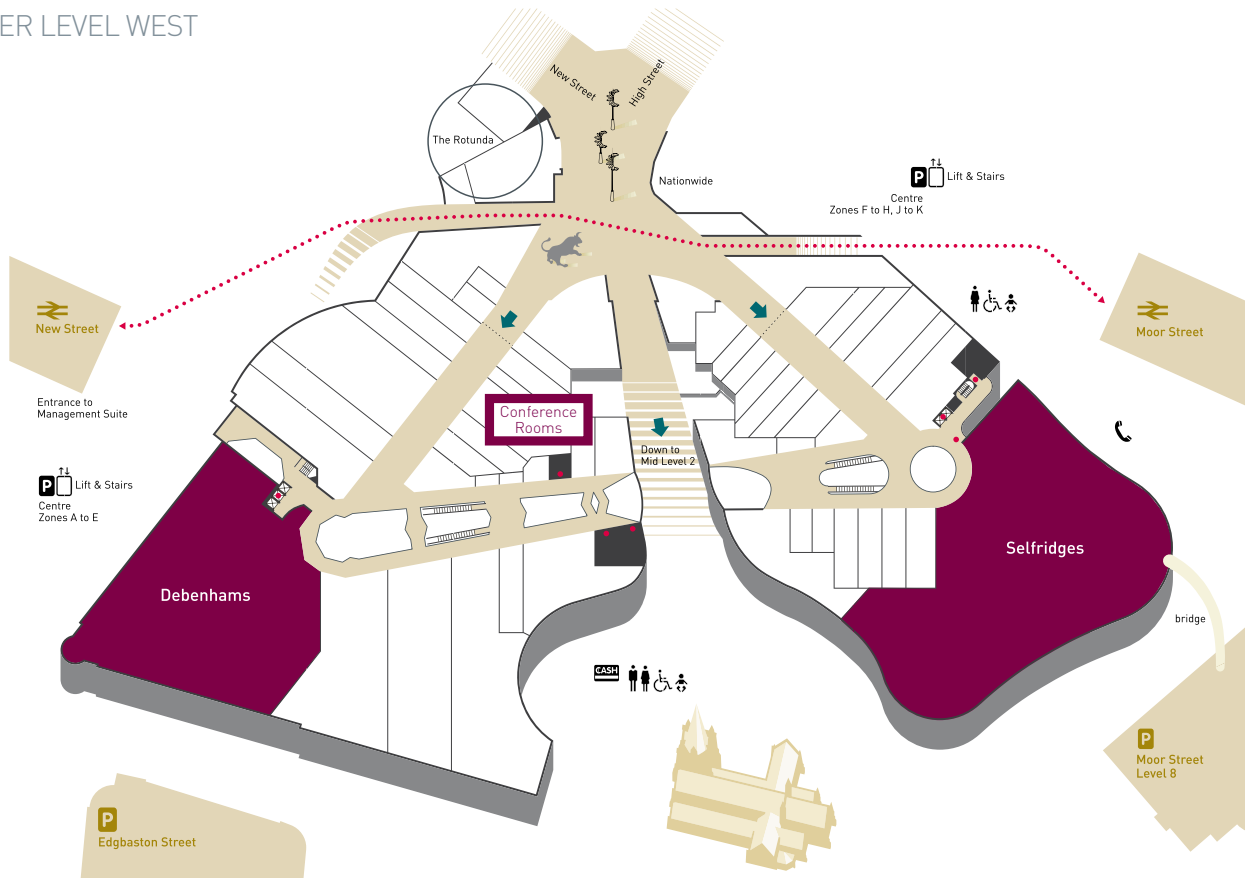 ER LEVEL WEST
New Street
High Street
The Rotunda
Nationwide
P
Lift & Stairs
Centre
Zones F to H, J to K
New Street
Moor Street
Entrance to
Management Suite
Conference
Rooms
P
Lift & Stairs
Centre
Zones A to E
Down to
Mid Level 2
Selfridges
Debenhams
bridge
CASH
P
Moor Street
Level 8
P
Edgbaston Street